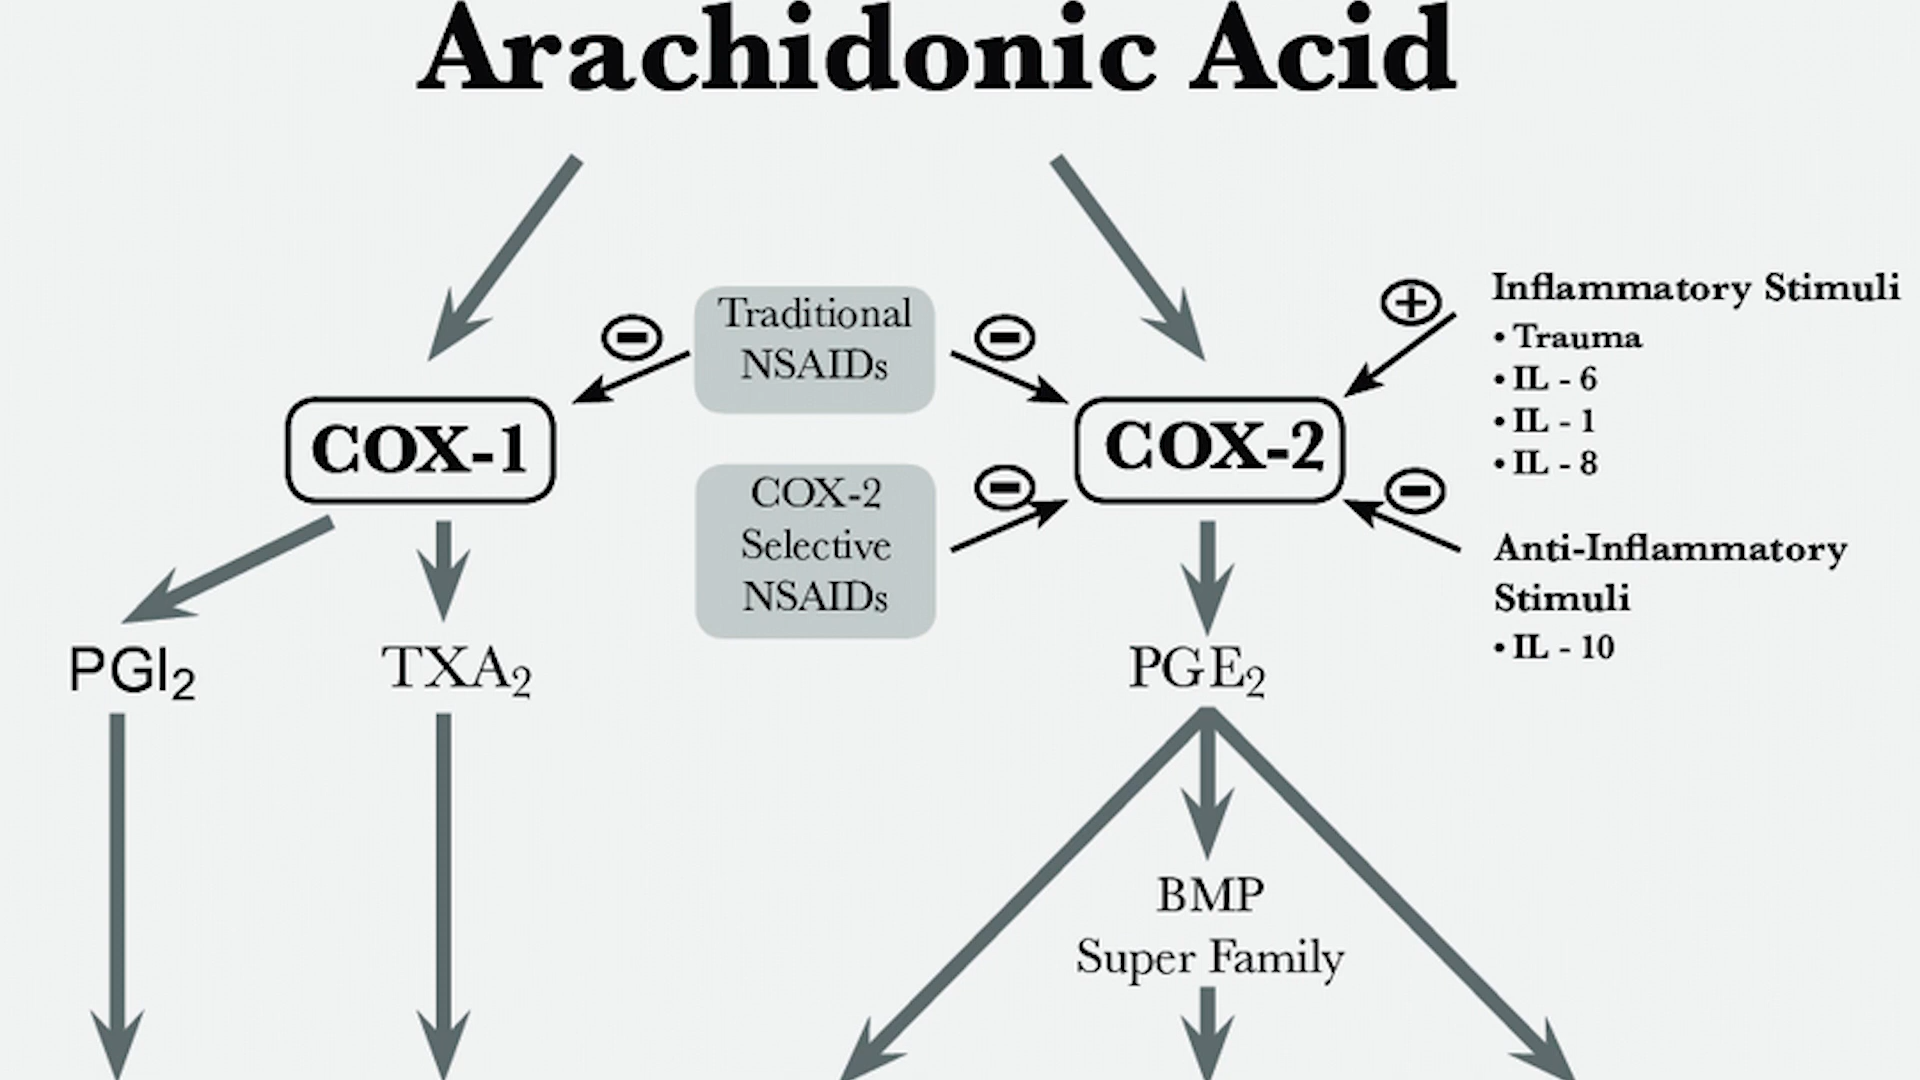 Arachidonic Acid
Traditional
NSAIDs
Inflammatory Stimuli
• Trauma
• IL - 6
• IL - 1
• IL - 8
COX-1
COX-2
COX-2
Selective
NSAIDs
Anti-Inflammatory
Stimuli
• IL - 10
PGI₂
TXA₂
PGE₂
BMP
Super Family